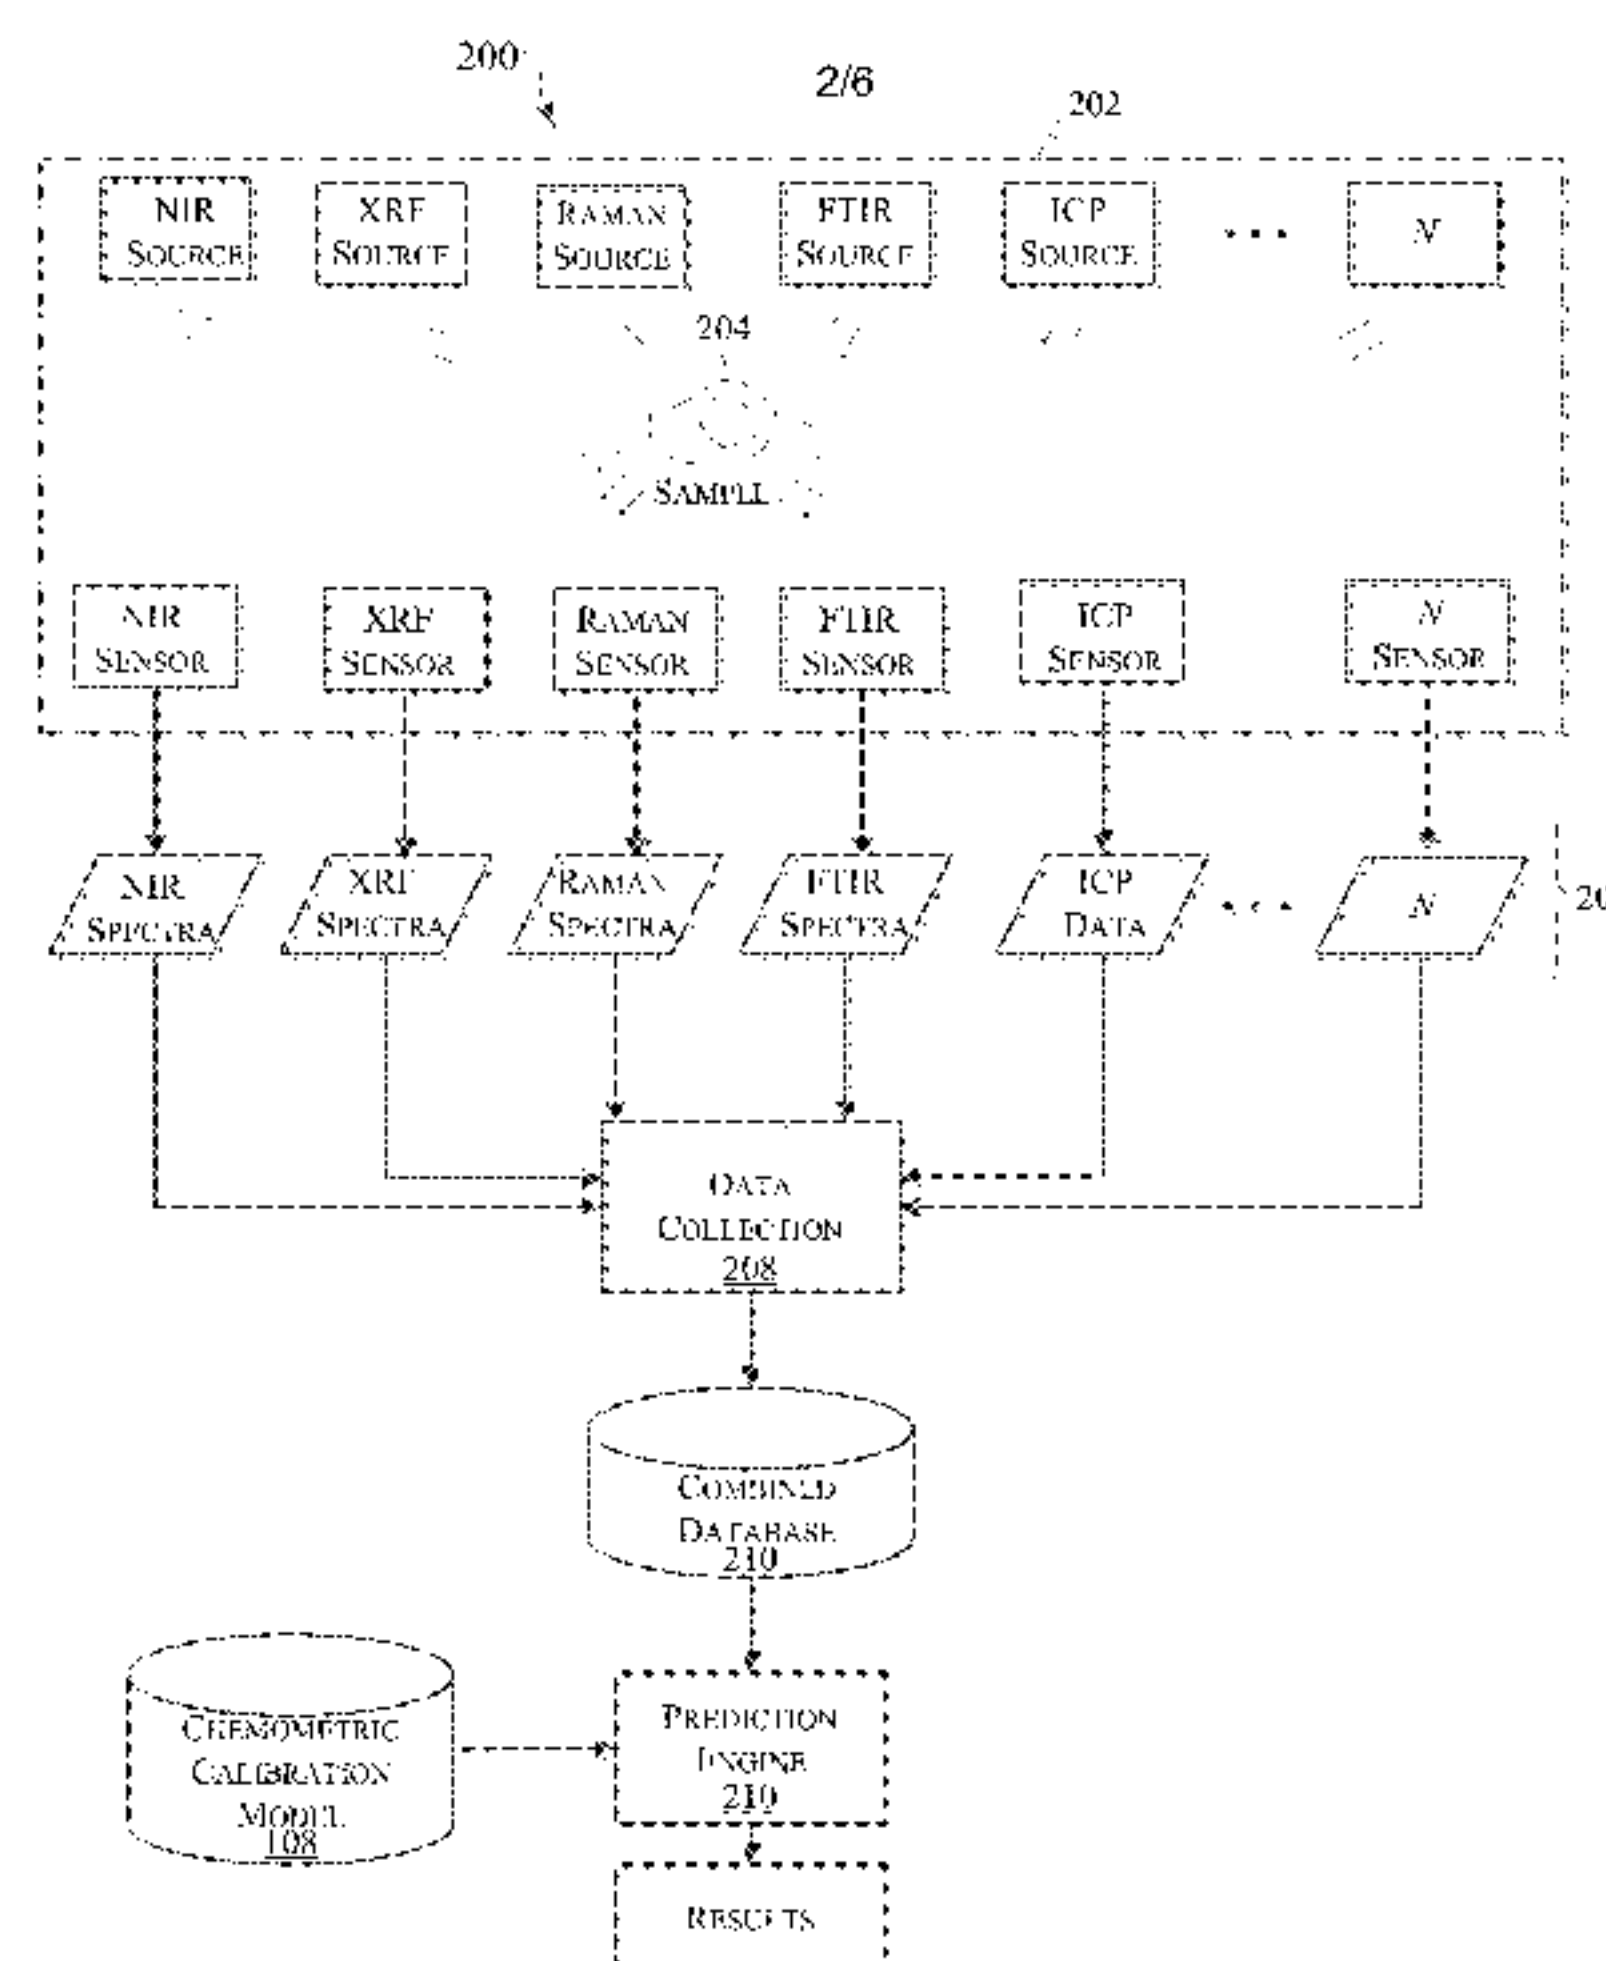 200
2/6
202
NIR
SOURCE
XRF
SOURCE
RAMAN
SOURCE
FTIR
SOURCE
ICP
SOURCE
...
N
204
SAMPLE
NIR
SENSOR
XRF
SENSOR
RAMAN
SENSOR
FTIR
SENSOR
ICP
SENSOR
N
SENSOR
NIR
SPECTRA
XRF
SPECTRA
RAMAN
SPECTRA
FTIR
SPECTRA
ICP
DATA
...
N
DATA
COLLECTION
208
COMBINED
DATABASE
210
CHEMOMETRIC
CALIBRATION
MODEL
108
PREDICTION
ENGINE
210
RESULTS